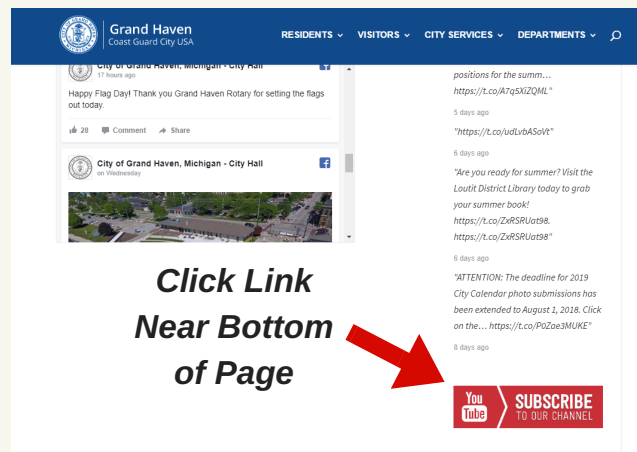 Grand Haven
Coast Guard City USA
RESIDENTS VISITORS CITY SERVICES DEPARTMENTS
City of Grand Haven, Michigan - City Hall
17 hours ago
Happy Flag Day! Thank you Grand Haven Rotary for setting the flags
out today.
28 Comment Share
City of Grand Haven, Michigan - City Hall
on Wednesday
positions for the summ…
https://t.co/A7q5XiZQML"
5 days ago
"https://t.co/udLvbASoVt"
6 days ago
"Are you ready for summer? Visit the
Loutit District Library today to grab
your summer book!
https://t.co/ZxRSRUat98.
https://t.co/ZxRSRUat98"
6 days ago
"ATTENTION: The deadline for 2019
City Calendar photo submissions has
been extended to August 1, 2018. Click
on the… https://t.co/P0Zae3MUKE"
8 days ago
Click Link
Near Bottom
of Page
You
Tube
SUBSCRIBE
TO OUR CHANNEL